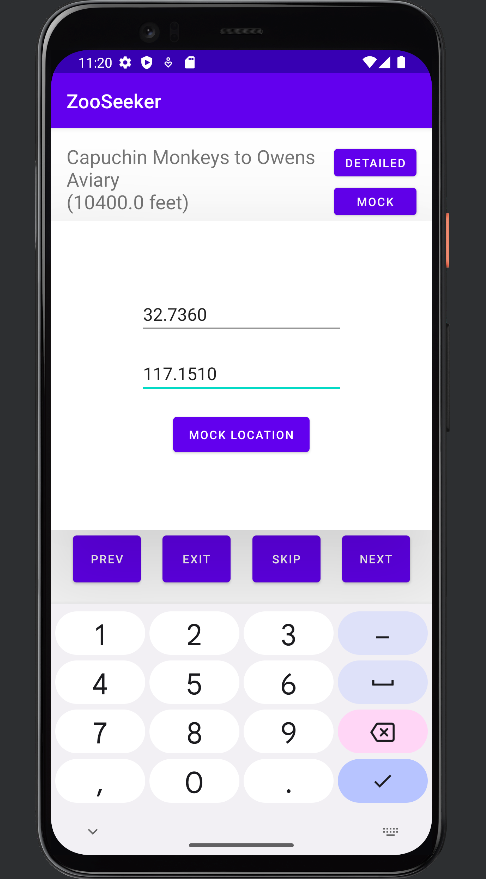 11:20
ZooSeeker
Capuchin Monkeys to Owens
Aviary
(10400.0 feet)
DETAILED
MOCK
32.7360
117.1510
MOCK LOCATION
PREV EXIT SKIP NEXT
1 2 3 –
4 5 6
7 8 9
, 0 .